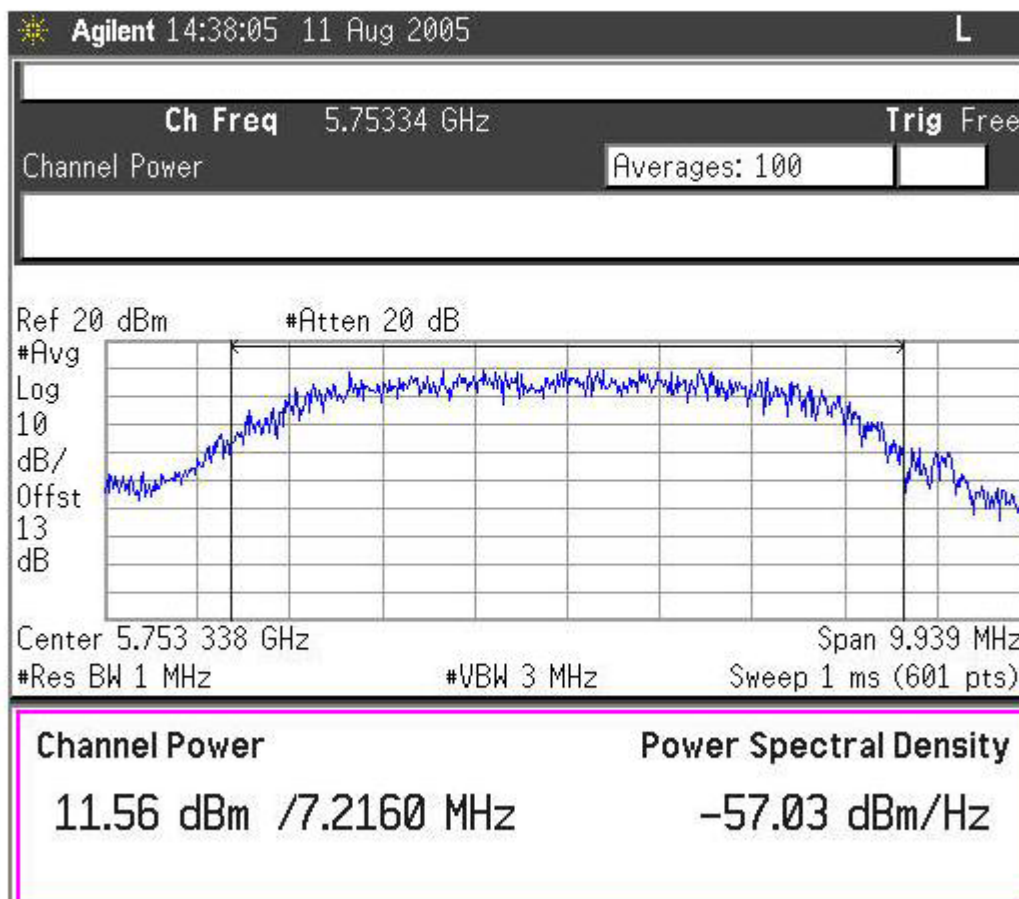 Agilent 14:38:05 11 Aug 2005 L
Ch Freq 5.75334 GHz Trig Free
Channel Power Averages: 100
Ref 20 dBm #Atten 20 dB
#Avg
Log
10
dB/
Offst
13
dB
Center 5.753 338 GHz Span 9.939 MHz
#Res BW 1 MHz #VBW 3 MHz Sweep 1 ms (601 pts)
Channel Power Power Spectral Density
11.56 dBm /7.2160 MHz -57.03 dBm/Hz